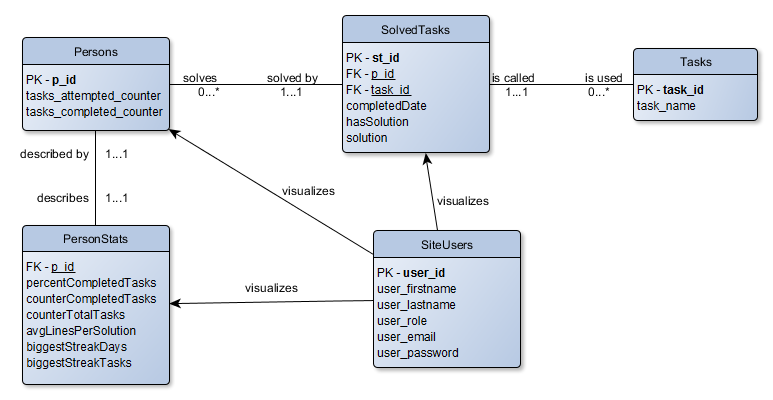 Persons
PK - p_id
tasks_attempted_counter
tasks_completed_counter
solves
0...*
solved by
1...1
SolvedTasks
PK - st_id
FK - p_id
FK - task_id
completedDate
hasSolution
solution
is called
1...1
is used
0...*
Tasks
PK - task_id
task_name
described by
1...1
describes
1...1
visualizes
visualizes
visualizes
PersonStats
FK - p_id
percentCompletedTasks
counterCompletedTasks
counterTotalTasks
avgLinesPerSolution
biggestStreakDays
biggestStreakTasks
SiteUsers
PK - user_id
user_firstname
user_lastname
user_role
user_email
user_password